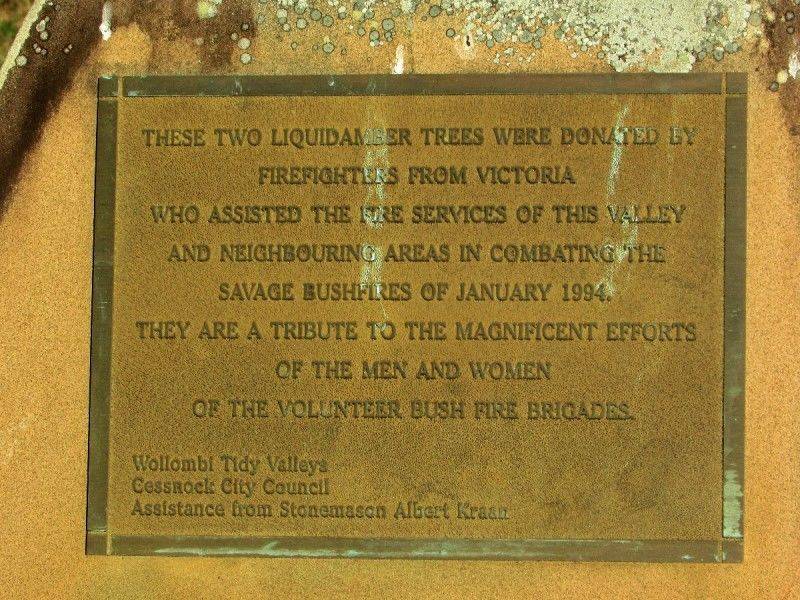 THESE TWO LIQUIDAMBER TREES WERE DONATED BY
FIREFIGHTERS FROM VICTORIA
WHO ASSISTED THE FIRE SERVICES OF THIS VALLEY
AND NEIGHBOURING AREAS IN COMBATING THE
SAVAGE BUSHFIRES OF JANUARY 1994.
THEY ARE A TRIBUTE TO THE MAGNIFICENT EFFORTS
OF THE MEN AND WOMEN
OF THE VOLUNTEER BUSH FIRE BRIGADES.
Wollombi Tidy Valleys
Cessnock City Council
Assistance from Stonemason Albert Kraan